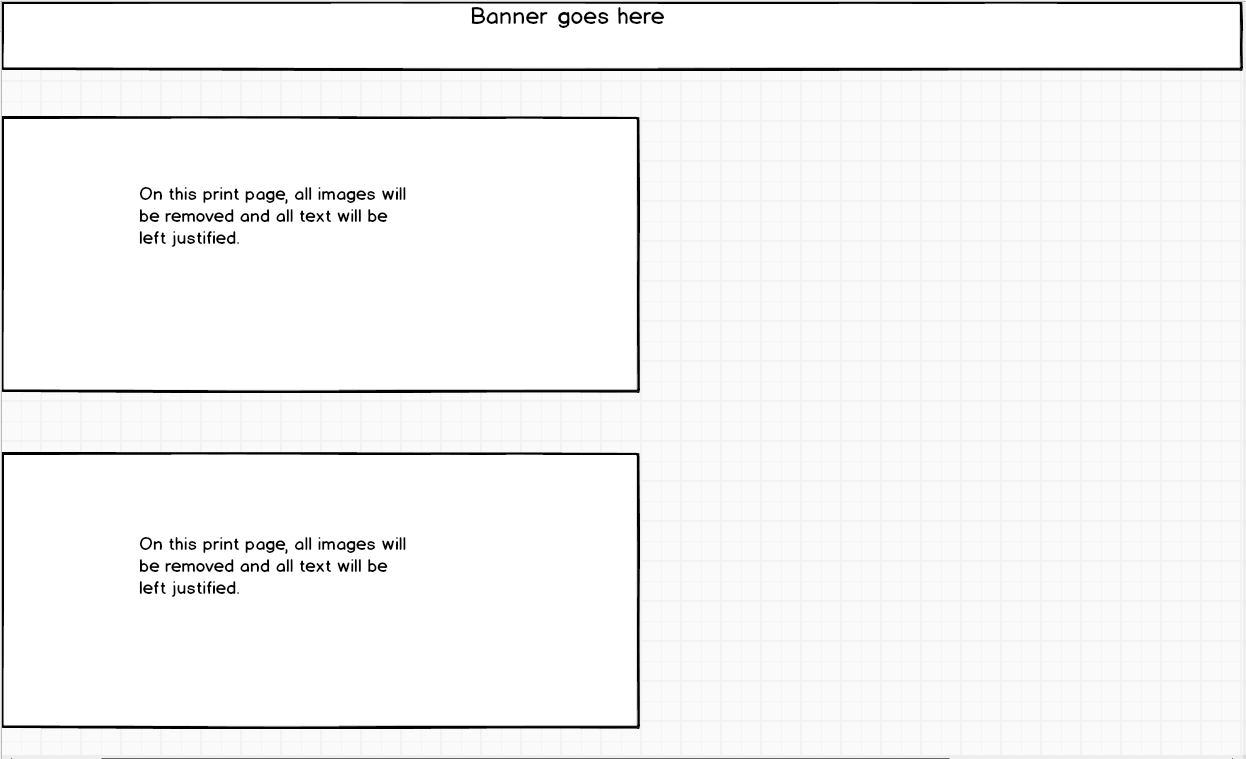 Banner goes here
On this print page, all images will
be removed and all text will be
left justified.
On this print page, all images will
be removed and all text will be
left justified.